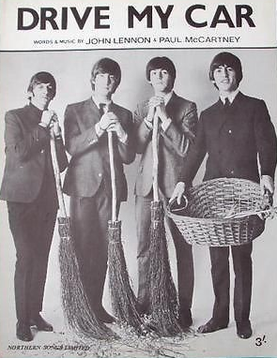 DRIVE MY CAR
WORDS & MUSIC BY JOHN LENNON & PAUL McCARTNEY
NORTHERN SONGS LIMITED
3/-